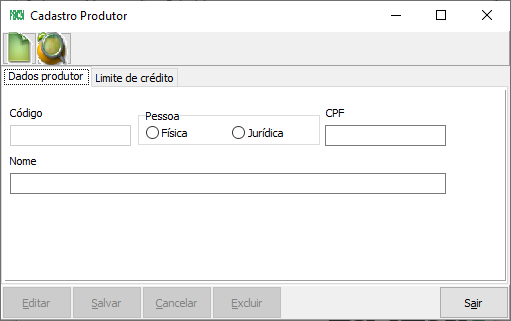 Cadastro Produtor
Dados produtor Limite de crédito
Código Pessoa CPF
Física Jurídica
Nome
Editar Salvar Cancelar Excluir Sair